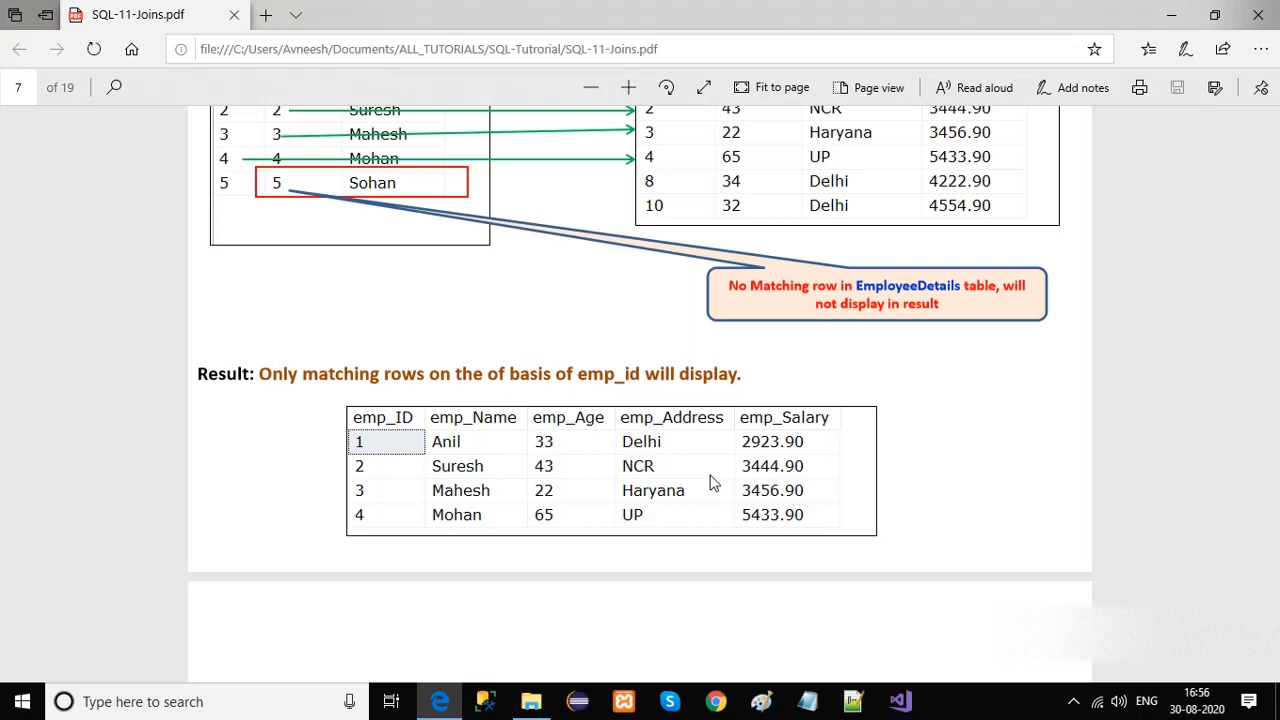 SQL-11-Joins.pdf
file:///C:/Users/Avneesh/Documents/ALL_TUTORIALS/SQL-Tutrorial/SQL-11-Joins.pdf
7 of 19 Fit to page Page view Read aloud Add notes
2 2 Suresh 2 43 NCR 3444.90
3 3 Mahesh 3 22 Haryana 3456.90
4 4 Mohan 4 65 UP 5433.90
5 5 Sohan 8 34 Delhi 4222.90
10 32 Delhi 4554.90
No Matching row in EmployeeDetails table, will
not display in result
Result: Only matching rows on the of basis of emp_id will display.
emp_ID emp_Name emp_Age emp_Address emp_Salary
1 Anil 33 Delhi 2923.90
2 Suresh 43 NCR 3444.90
3 Mahesh 22 Haryana 3456.90
4 Mohan 65 UP 5433.90
Type here to search
ENG
16:56
30-08-2020